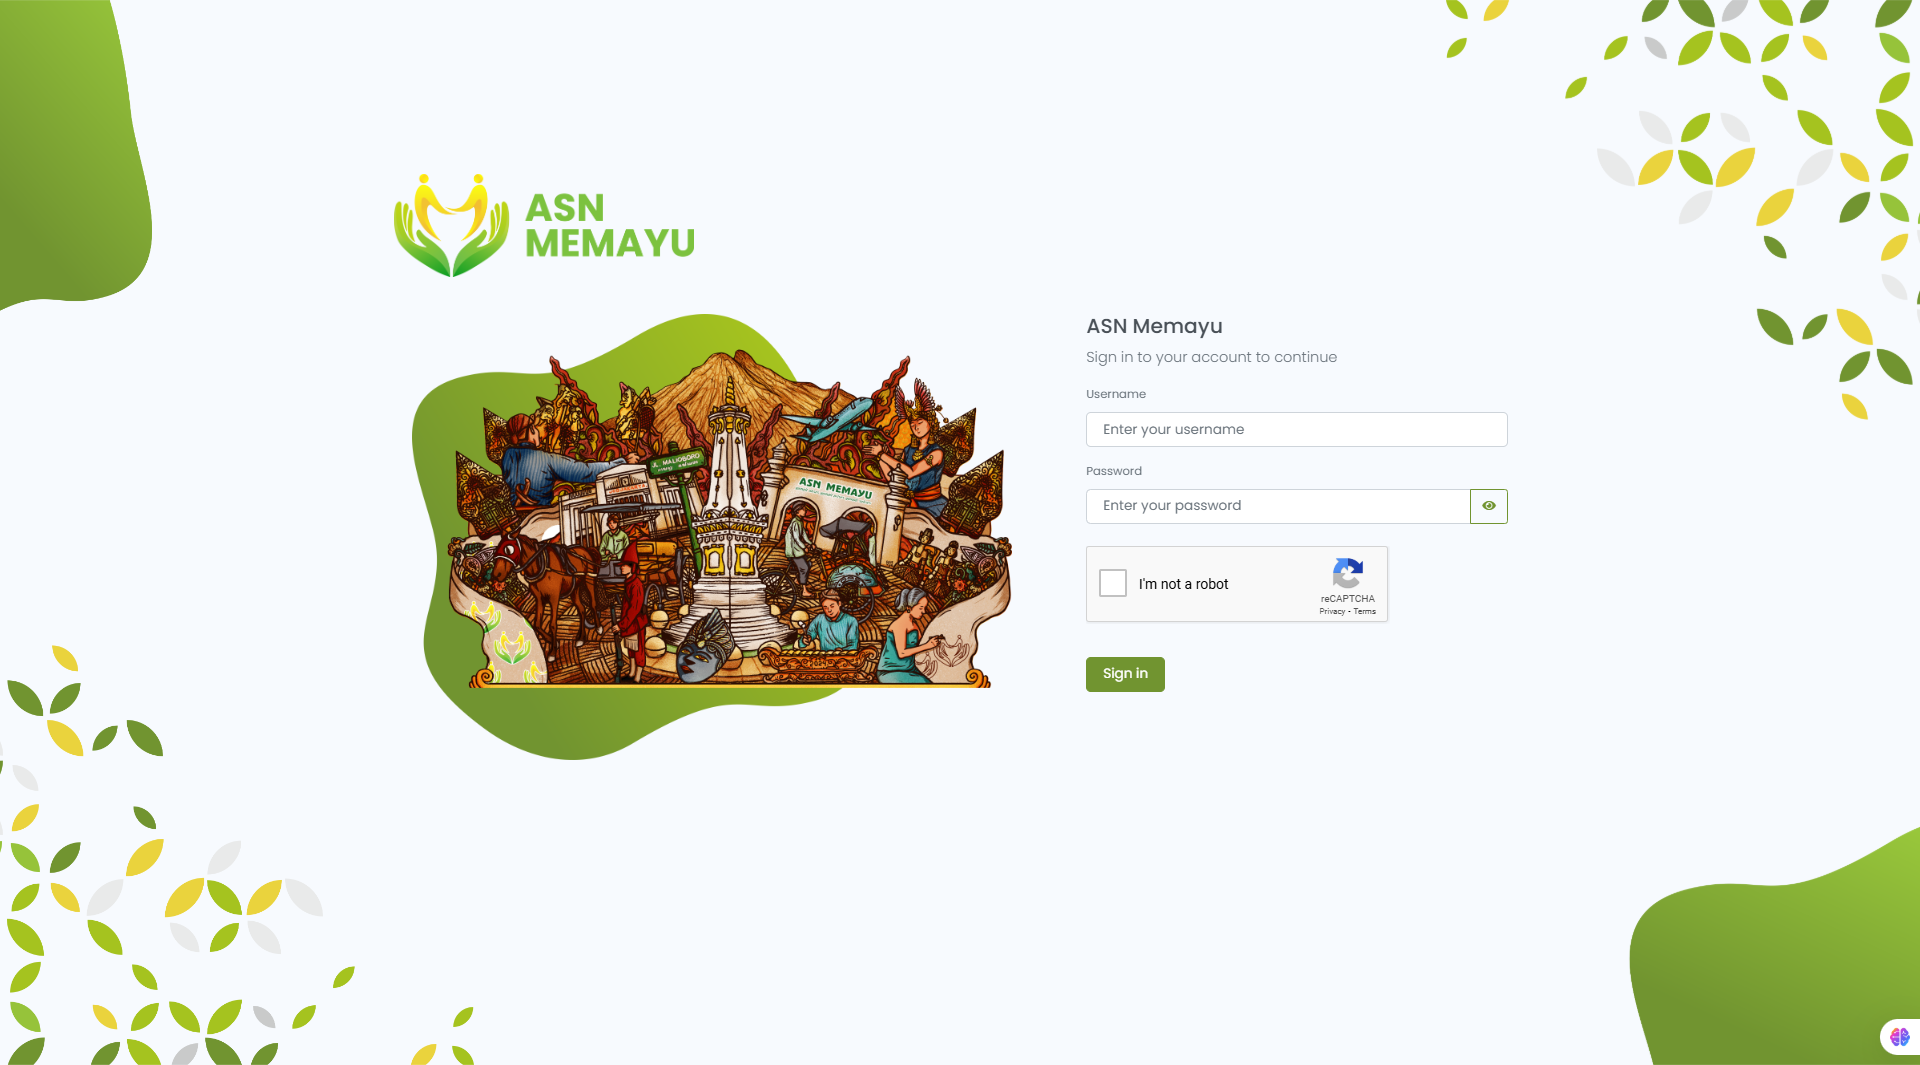 ASN
MEMAYU
JL. MALIOBORO
ASN MEMAYU
ASN Memayu
Sign in to your account to continue
Username
Enter your username
Password
Enter your password
I'm not a robot
reCAPTCHA
Privacy - Terms
Sign in